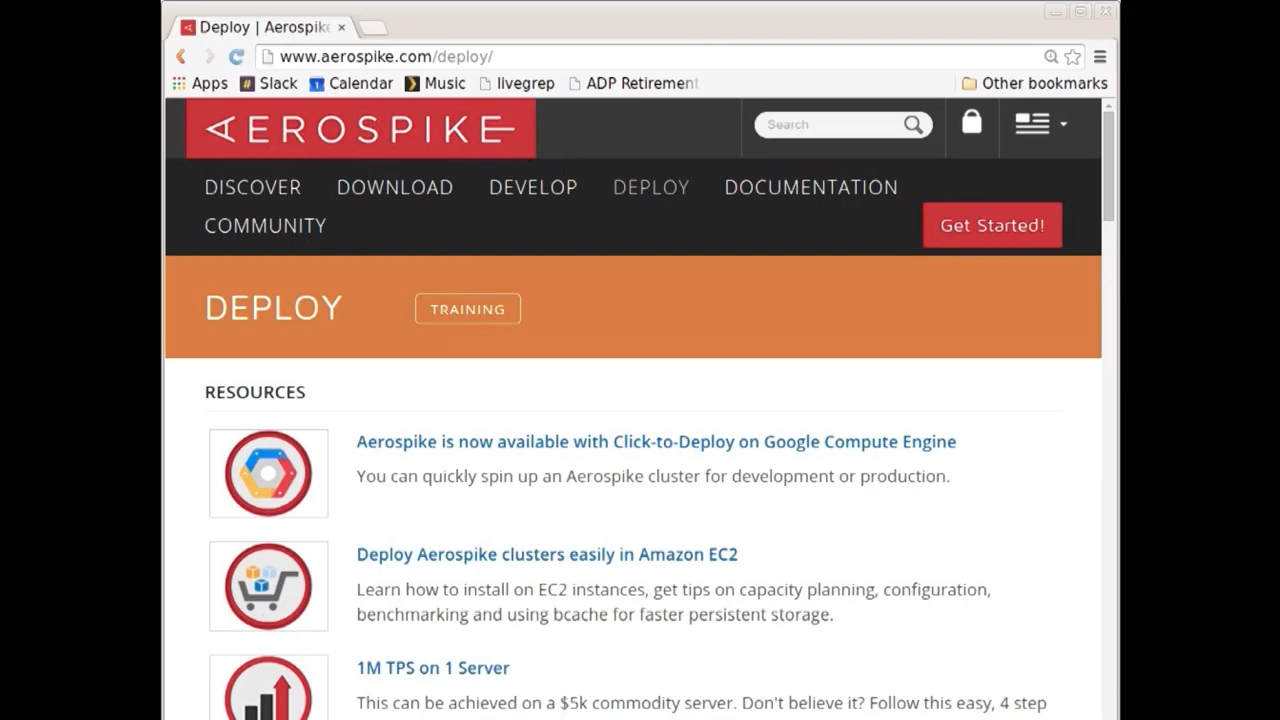 Deploy | Aerospike
www.aerospike.com/deploy/
Apps Slack Calendar Music livegrep ADP Retirement Other bookmarks
AEROSPIKE
Search
DISCOVER DOWNLOAD DEVELOP DEPLOY DOCUMENTATION
COMMUNITY
Get Started!
DEPLOY TRAINING
RESOURCES
Aerospike is now available with Click-to-Deploy on Google Compute Engine
You can quickly spin up an Aerospike cluster for development or production.
Deploy Aerospike clusters easily in Amazon EC2
Learn how to install on EC2 instances, get tips on capacity planning, configuration,
benchmarking and using bcache for faster persistent storage.
1M TPS on 1 Server
This can be achieved on a $5k commodity server. Don't believe it? Follow this easy, 4 step